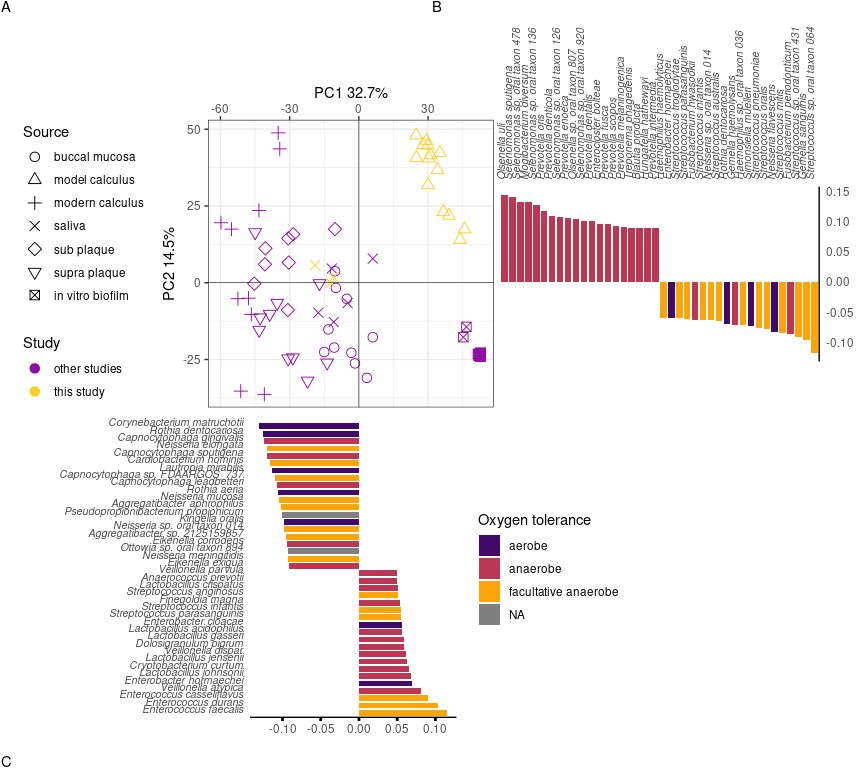 A
B
PC1 32.7%
-60
-30
0
30
50
25
0
-25
PC2 14.5%
Source
buccal mucosa
model calculus
modern calculus
saliva
sub plaque
supra plaque
in vitro biofilm
Study
other studies
this study
Olsenella uli
Selenomonas sputigena
Selenomonas sp. oral taxon 478
Mogibacterium diversum
Selenomonas sp. oral taxon 136
Prevotella oris
Prevotella denticola
Selenomonas sp. oral taxon 126
Prevotella enoeca
Olsenella sp. oral taxon 807
Selenomonas sp. oral taxon 920
Prevotella dentalis
Enterocloster bolteae
Prevotella fusca
Prevotella scopos
Prevotella melaninogenica
Treponema phagedenis
Blautia producta
Hungatella hathewayi
Prevotella intermedia
Haemophilus haemolyticus
Enterobacter hormaechei
Streptococcus troglodytae
Streptococcus parasanguinis
Fusobacterium hwasookii
Streptococcus infantis
Neisseria sp. oral taxon 014
Streptococcus australis
Rothia dentocariosa
Gemella haemolysans
Haemophilus sp. oral taxon 036
Simonsiella muelleri
Streptococcus pneumoniae
Streptococcus oralis
Neisseria flavescens
Streptococcus mitis
Fusobacterium periodonticum
Streptococcus sp. oral taxon 431
Gemella sanguinis
Streptococcus sp. oral taxon 064
0.15
0.10
0.05
0.00
-0.05
-0.10
Corynebacterium matruchotii
Rothia dentocariosa
Capnocytophaga gingivalis
Neisseria elongata
Capnocytophaga sputigena
Cardiobacterium hominis
Lautropia mirabilis
Capnocytophaga sp. FDAARGOS_737
Capnocytophaga leadbetteri
Rothia aeria
Neisseria mucosa
Aggregatibacter aphrophilus
Pseudopropionibacterium propionicum
Kingella oralis
Neisseria sp. oral taxon 014
Aggregatibacter sp. 2125159857
Eikenella corrodens
Ottowia sp. oral taxon 894
Neisseria meningitidis
Eikenella exigua
Veillonella parvula
Anaerococcus prevotii
Lactobacillus crispatus
Streptococcus anginosus
Finegoldia magna
Streptococcus infantis
Streptococcus parasanguinis
Enterobacter cloacae
Lactobacillus acidophilus
Lactobacillus gasseri
Dolosigranulum pigrum
Veillonella dispar
Lactobacillus jensenii
Cryptobacterium curtum
Lactobacillus johnsonii
Enterobacter hormaechei
Veillonella atypica
Enterococcus casseliflavus
Enterococcus durans
Enterococcus faecalis
-0.10
-0.05
0.00
0.05
0.10
Oxygen tolerance
aerobe
anaerobe
facultative anaerobe
NA
C